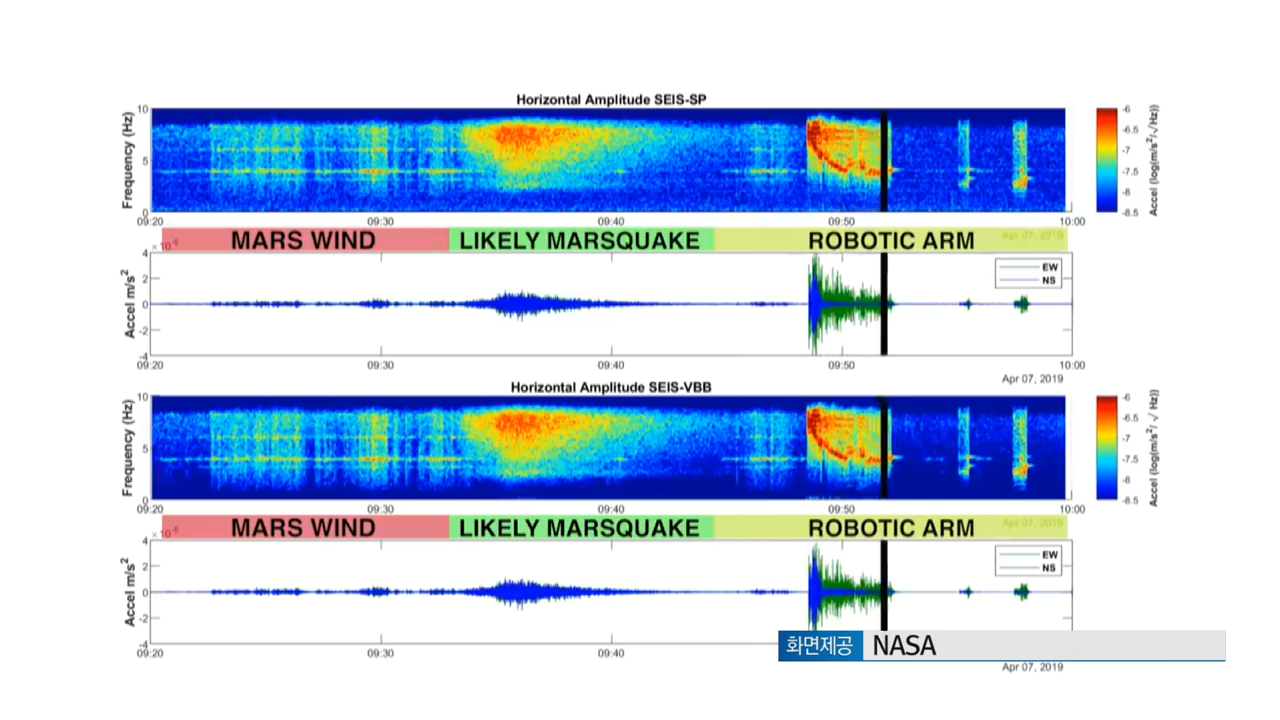 Horizontal Amplitude SEIS-SP
Frequency (Hz)
10
5
0
09:20 09:30 09:40 09:50 10:00
Apr 07, 2019
-6
-6.5
-7
-7.5
-8
-8.5
Accel (log(m/s²/√Hz))
MARS WIND LIKELY MARSQUAKE ROBOTIC ARM
Accel m/s²
4
2
0
-2
-4
EW
NS
09:20 09:30 09:40 09:50 10:00
Apr 07, 2019
Horizontal Amplitude SEIS-VBB
Frequency (Hz)
10
5
0
09:20 09:30 09:40 09:50 10:00
Apr 07, 2019
-6
-6.5
-7
-7.5
-8
-8.5
Accel (log(m/s²/ √ Hz))
MARS WIND LIKELY MARSQUAKE ROBOTIC ARM
Accel m/s²
4
2
0
-2
-4
EW
NS
09:20 09:30 09:40
Apr 07, 2019
화면제공 NASA